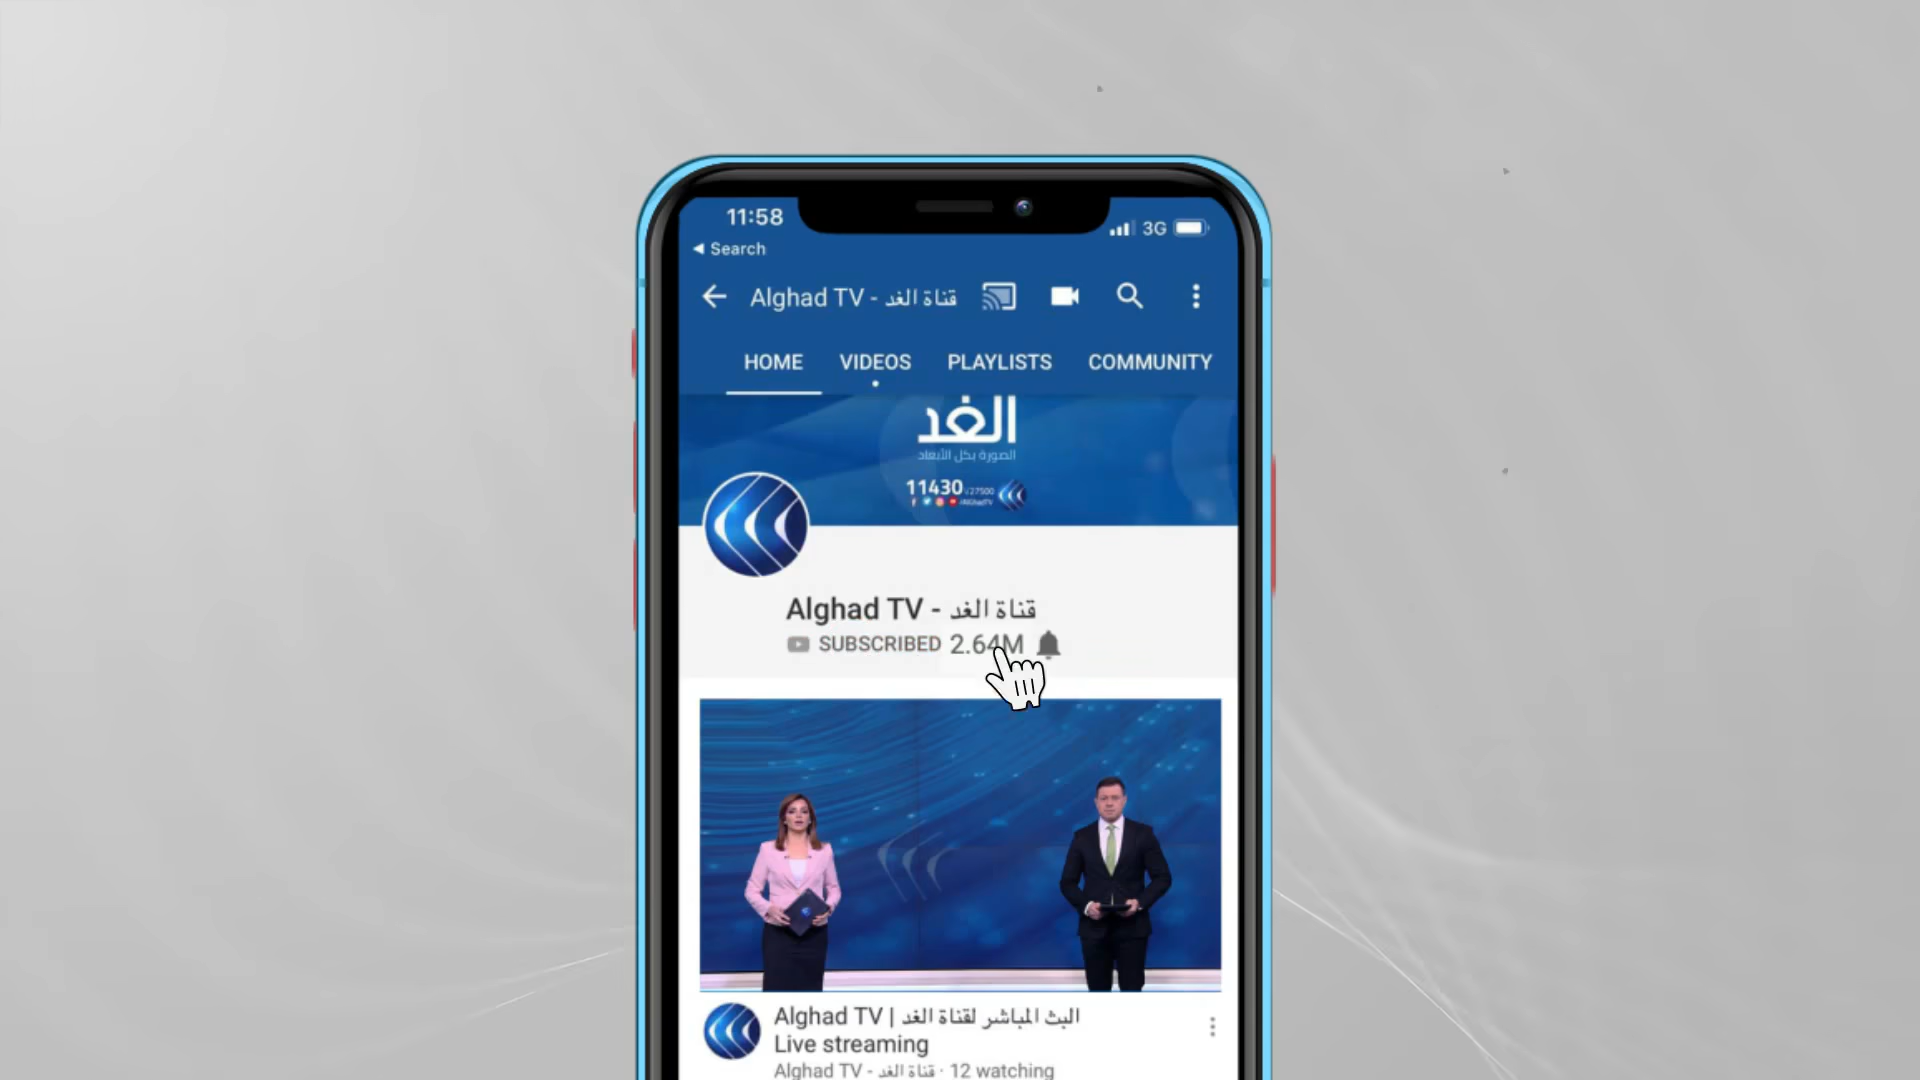 11:58
3G
◀ Search
Alghad TV - قناة الغد
HOME VIDEOS PLAYLISTS COMMUNITY
الغد
الصورة بكل الأبعاد
11430 27500
AlGhadTV
Alghad TV - قناة الغد
SUBSCRIBED 2.64M
Alghad TV | البث المباشر لقناة الغد
Live streaming
Alghad TV - قناة الغد · 12 watching